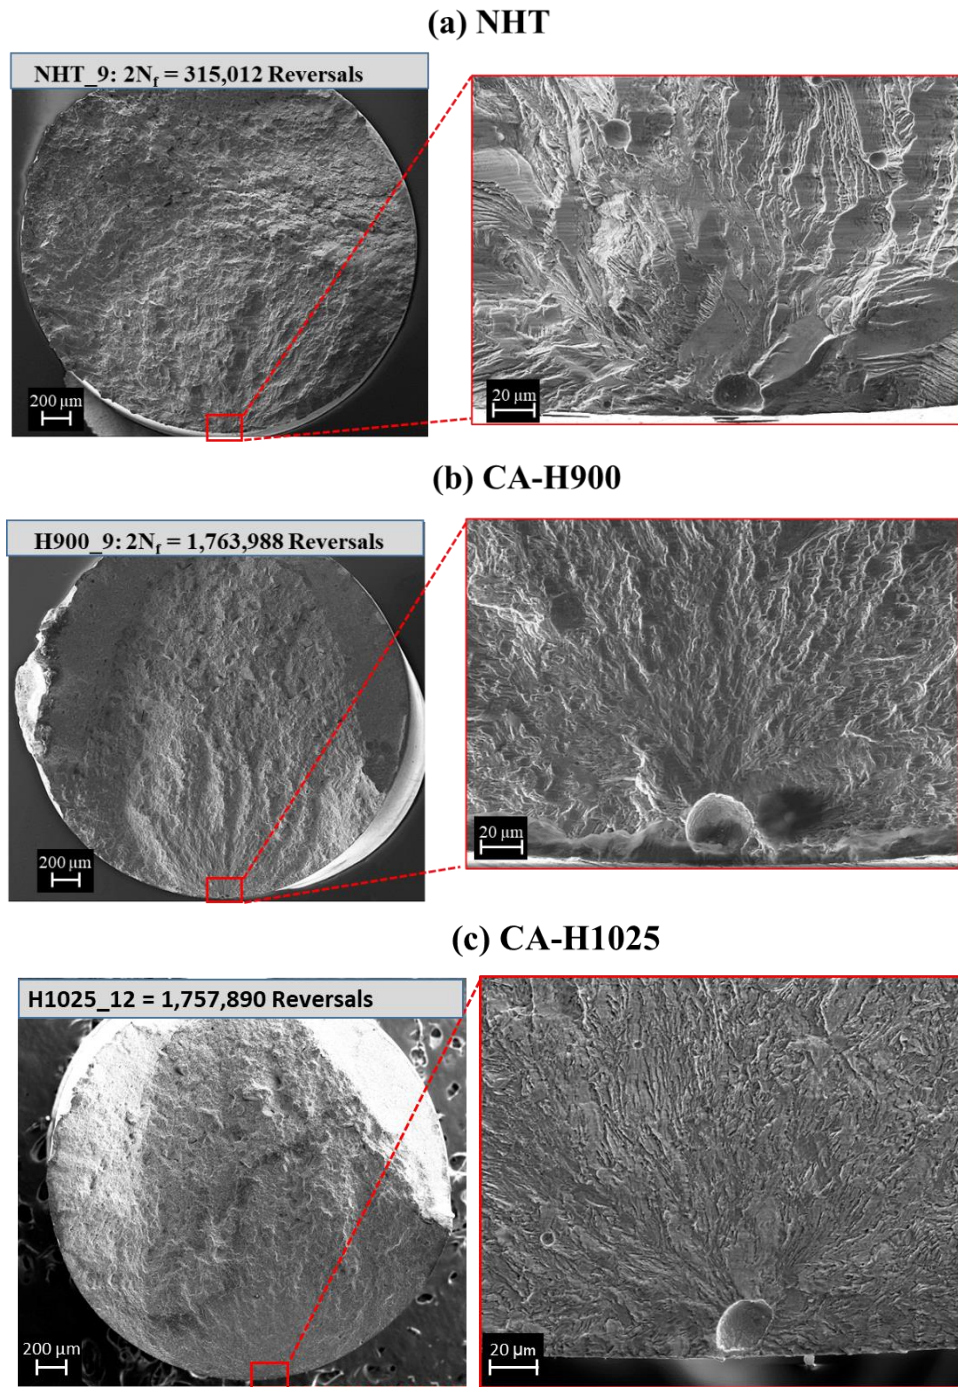 (a) NHT
NHT_9: 2Nf = 315,012 Reversals
200 µm
20 µm
(b) CA-H900
H900_9: 2Nf = 1,763,988 Reversals
200 µm
20 µm
(c) CA-H1025
H1025_12 = 1,757,890 Reversals
200 µm
20 µm